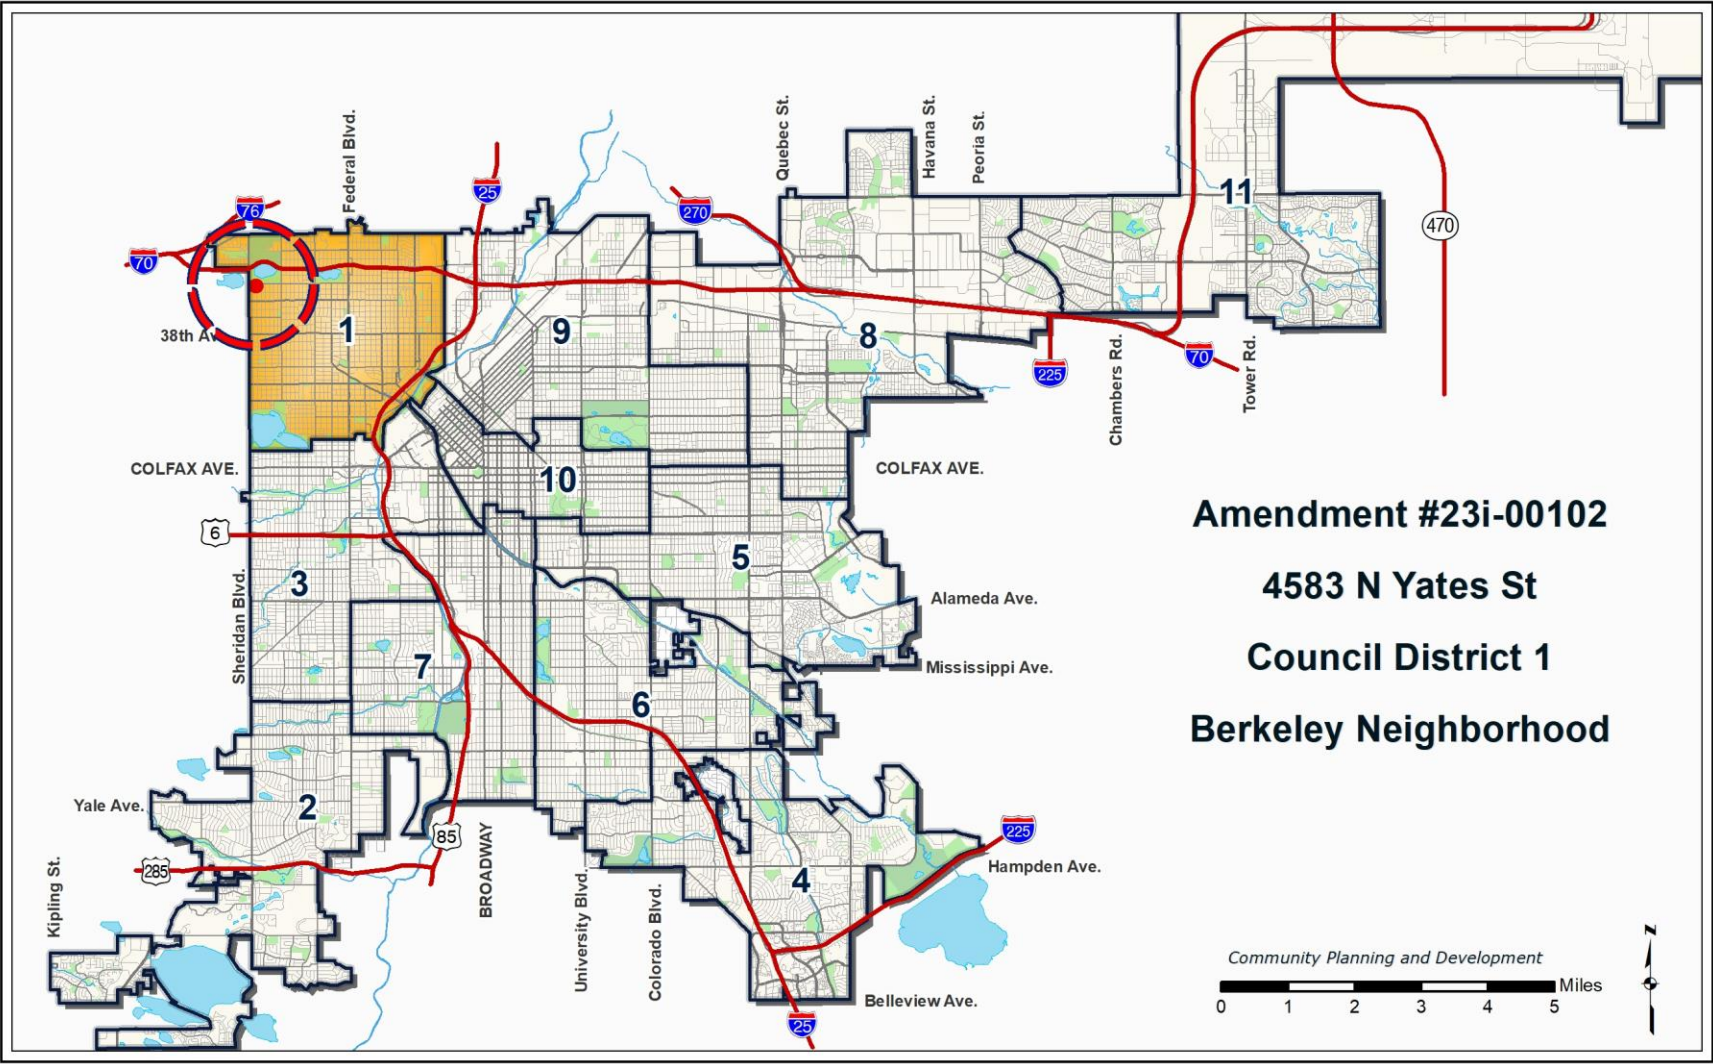 Federal Blvd.
Quebec St.
Havana St.
Peoria St.
76
25
270
11
470
70
38th Av
1
9
8
225
70
Chambers Rd.
Tower Rd.
COLFAX AVE.
10
COLFAX AVE.
6
3
5
Sheridan Blvd.
Alameda Ave.
7
Mississippi Ave.
6
Yale Ave.
2
85
225
285
Kipling St.
BROADWAY
University Blvd.
Colorado Blvd.
4
Hampden Ave.
Belleview Ave.
25
Amendment #23i-00102
4583 N Yates St
Council District 1
Berkeley Neighborhood
Community Planning and Development
Miles
0 1 2 3 4 5
N